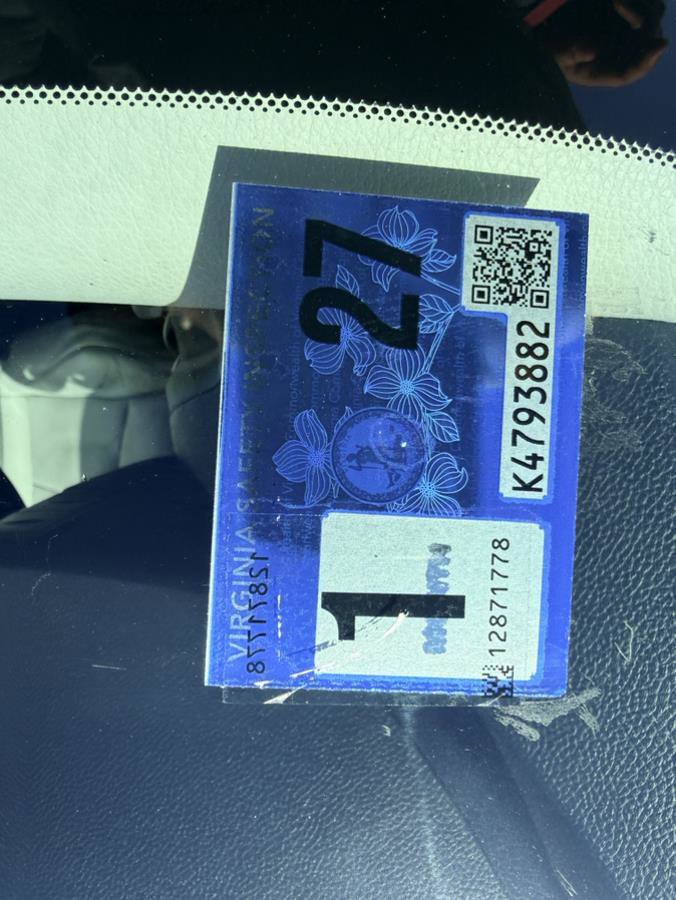 VIRGINIA SAFETY INSPECTION
27
K4793882
1
12871778
12871778